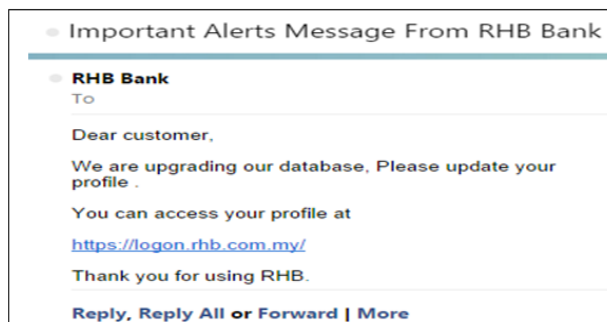 Important Alerts Message From RHB Bank
RHB Bank
To
Dear customer,
We are upgrading our database, Please update your
profile .
You can access your profile at
https://logon.rhb.com.my/
Thank you for using RHB.
Reply, Reply All or Forward | More